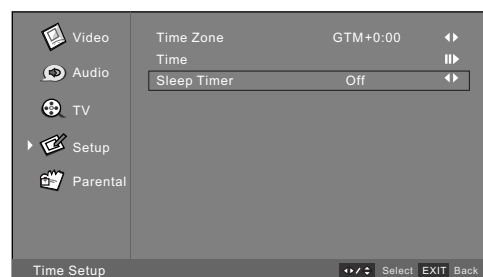 Video
Audio
TV
Setup
Parental
Time Zone GTM+0:00
Time
Sleep Timer Off
Time Setup Select EXIT Back